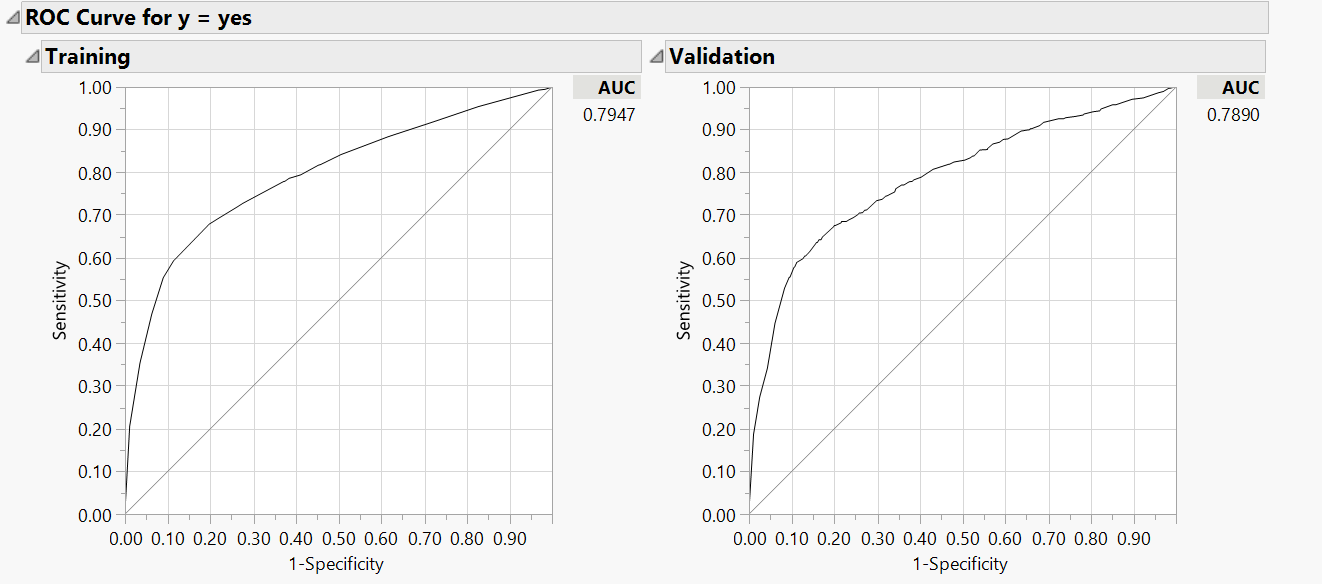 ROC Curve for y = yes
Training
AUC
0.7947
1.00
0.90
0.80
0.70
0.60
0.50
0.40
0.30
0.20
0.10
0.00
Sensitivity
0.00 0.10 0.20 0.30 0.40 0.50 0.60 0.70 0.80 0.90
1-Specificity
Validation
AUC
0.7890
1.00
0.90
0.80
0.70
0.60
0.50
0.40
0.30
0.20
0.10
0.00
Sensitivity
0.00 0.10 0.20 0.30 0.40 0.50 0.60 0.70 0.80 0.90
1-Specificity